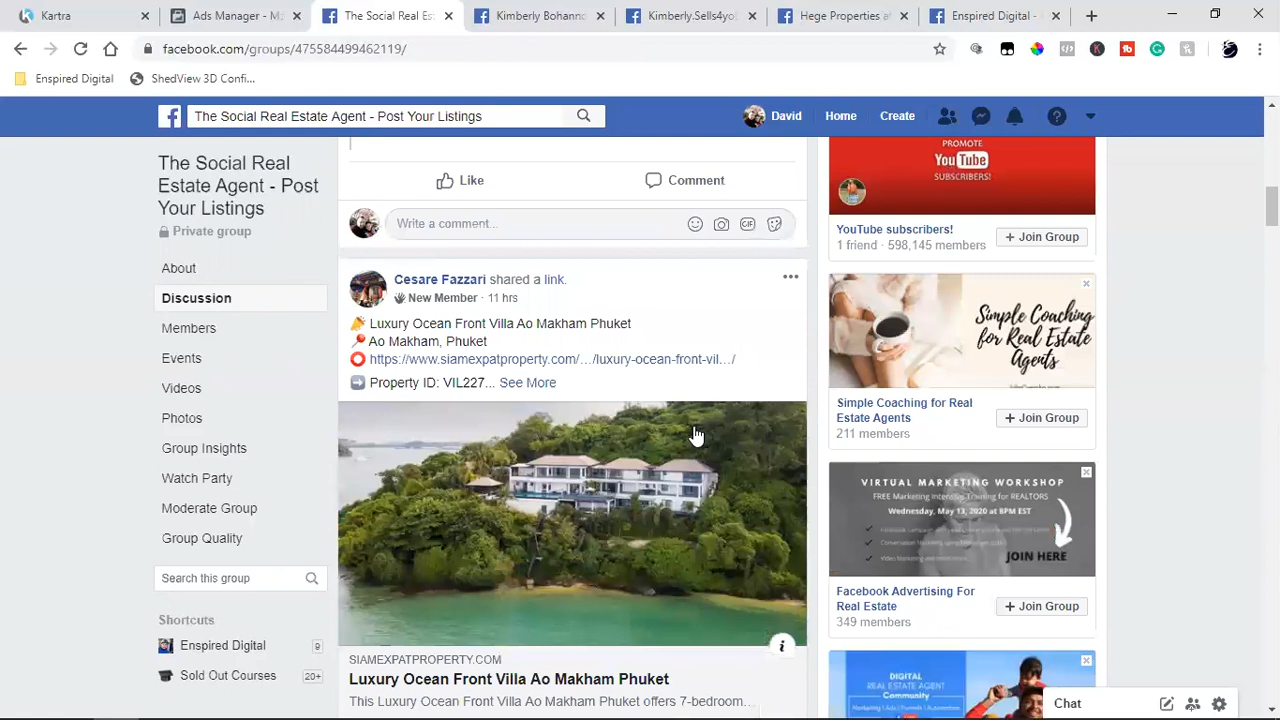 Kartra
Ads Manager - M
The Social Real Es
Kimberly Bohann
Kimberly.Sells4yo
Hege Properties at
Enspired Digital -
facebook.com/groups/475584499462119/
Enspired Digital
ShedView 3D Confi...
The Social Real Estate Agent - Post Your Listings
David
Home
Create
The Social Real
Estate Agent - Post
Your Listings
Private group
About
Discussion
Members
Events
Videos
Photos
Group Insights
Watch Party
Moderate Group
Group Quality
Search this group
Shortcuts
Enspired Digital 9
Sold Out Courses 20+
Like
Comment
Write a comment...
GIF
Cesare Fazzari shared a link.
New Member · 11 hrs
Luxury Ocean Front Villa Ao Makham Phuket
Ao Makham, Phuket
https://www.siamexpatproperty.com/…/luxury-ocean-front-vil…/
Property ID: VIL227... See More
SIAMEXPATPROPERTY.COM
Luxury Ocean Front Villa Ao Makham Phuket
This luxury Ao Makham Phuket offers 7-bedroom...
PROMOTE
YouTube
SUBSCRIBERS!
YouTube subscribers!
1 friend · 598,145 members
+ Join Group
Simple Coaching
for Real Estate
Agents
Simple Coaching for Real
Estate Agents
211 members
+ Join Group
VIRTUAL MARKETING WORKSHOP
FREE Marketing Intensive Training for REALTORS
Wednesday, May 13, 2020 at 8PM EST
JOIN HERE
Facebook Advertising For
Real Estate
349 members
+ Join Group
DIGITAL
REAL ESTATE AGENT
Community
Chat